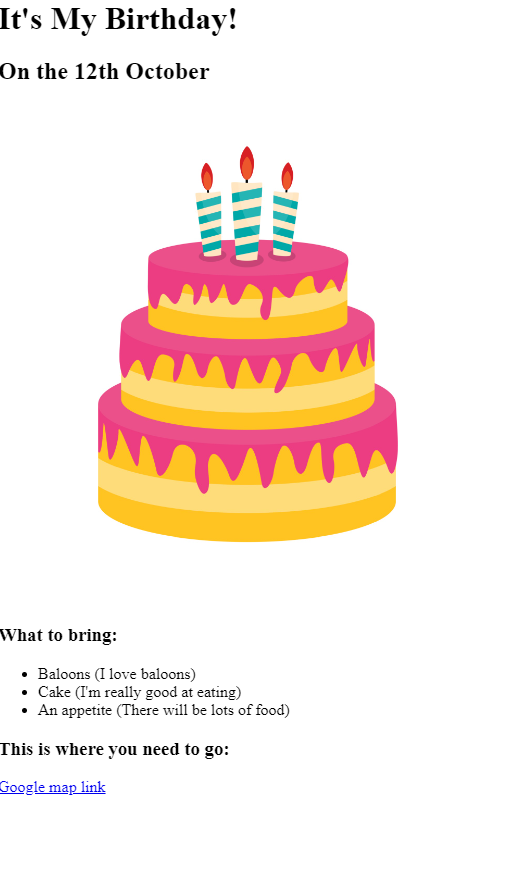 It's My Birthday!
On the 12th October
What to bring:
Baloons (I love baloons)
Cake (I'm really good at eating)
An appetite (There will be lots of food)
This is where you need to go:
Google map link